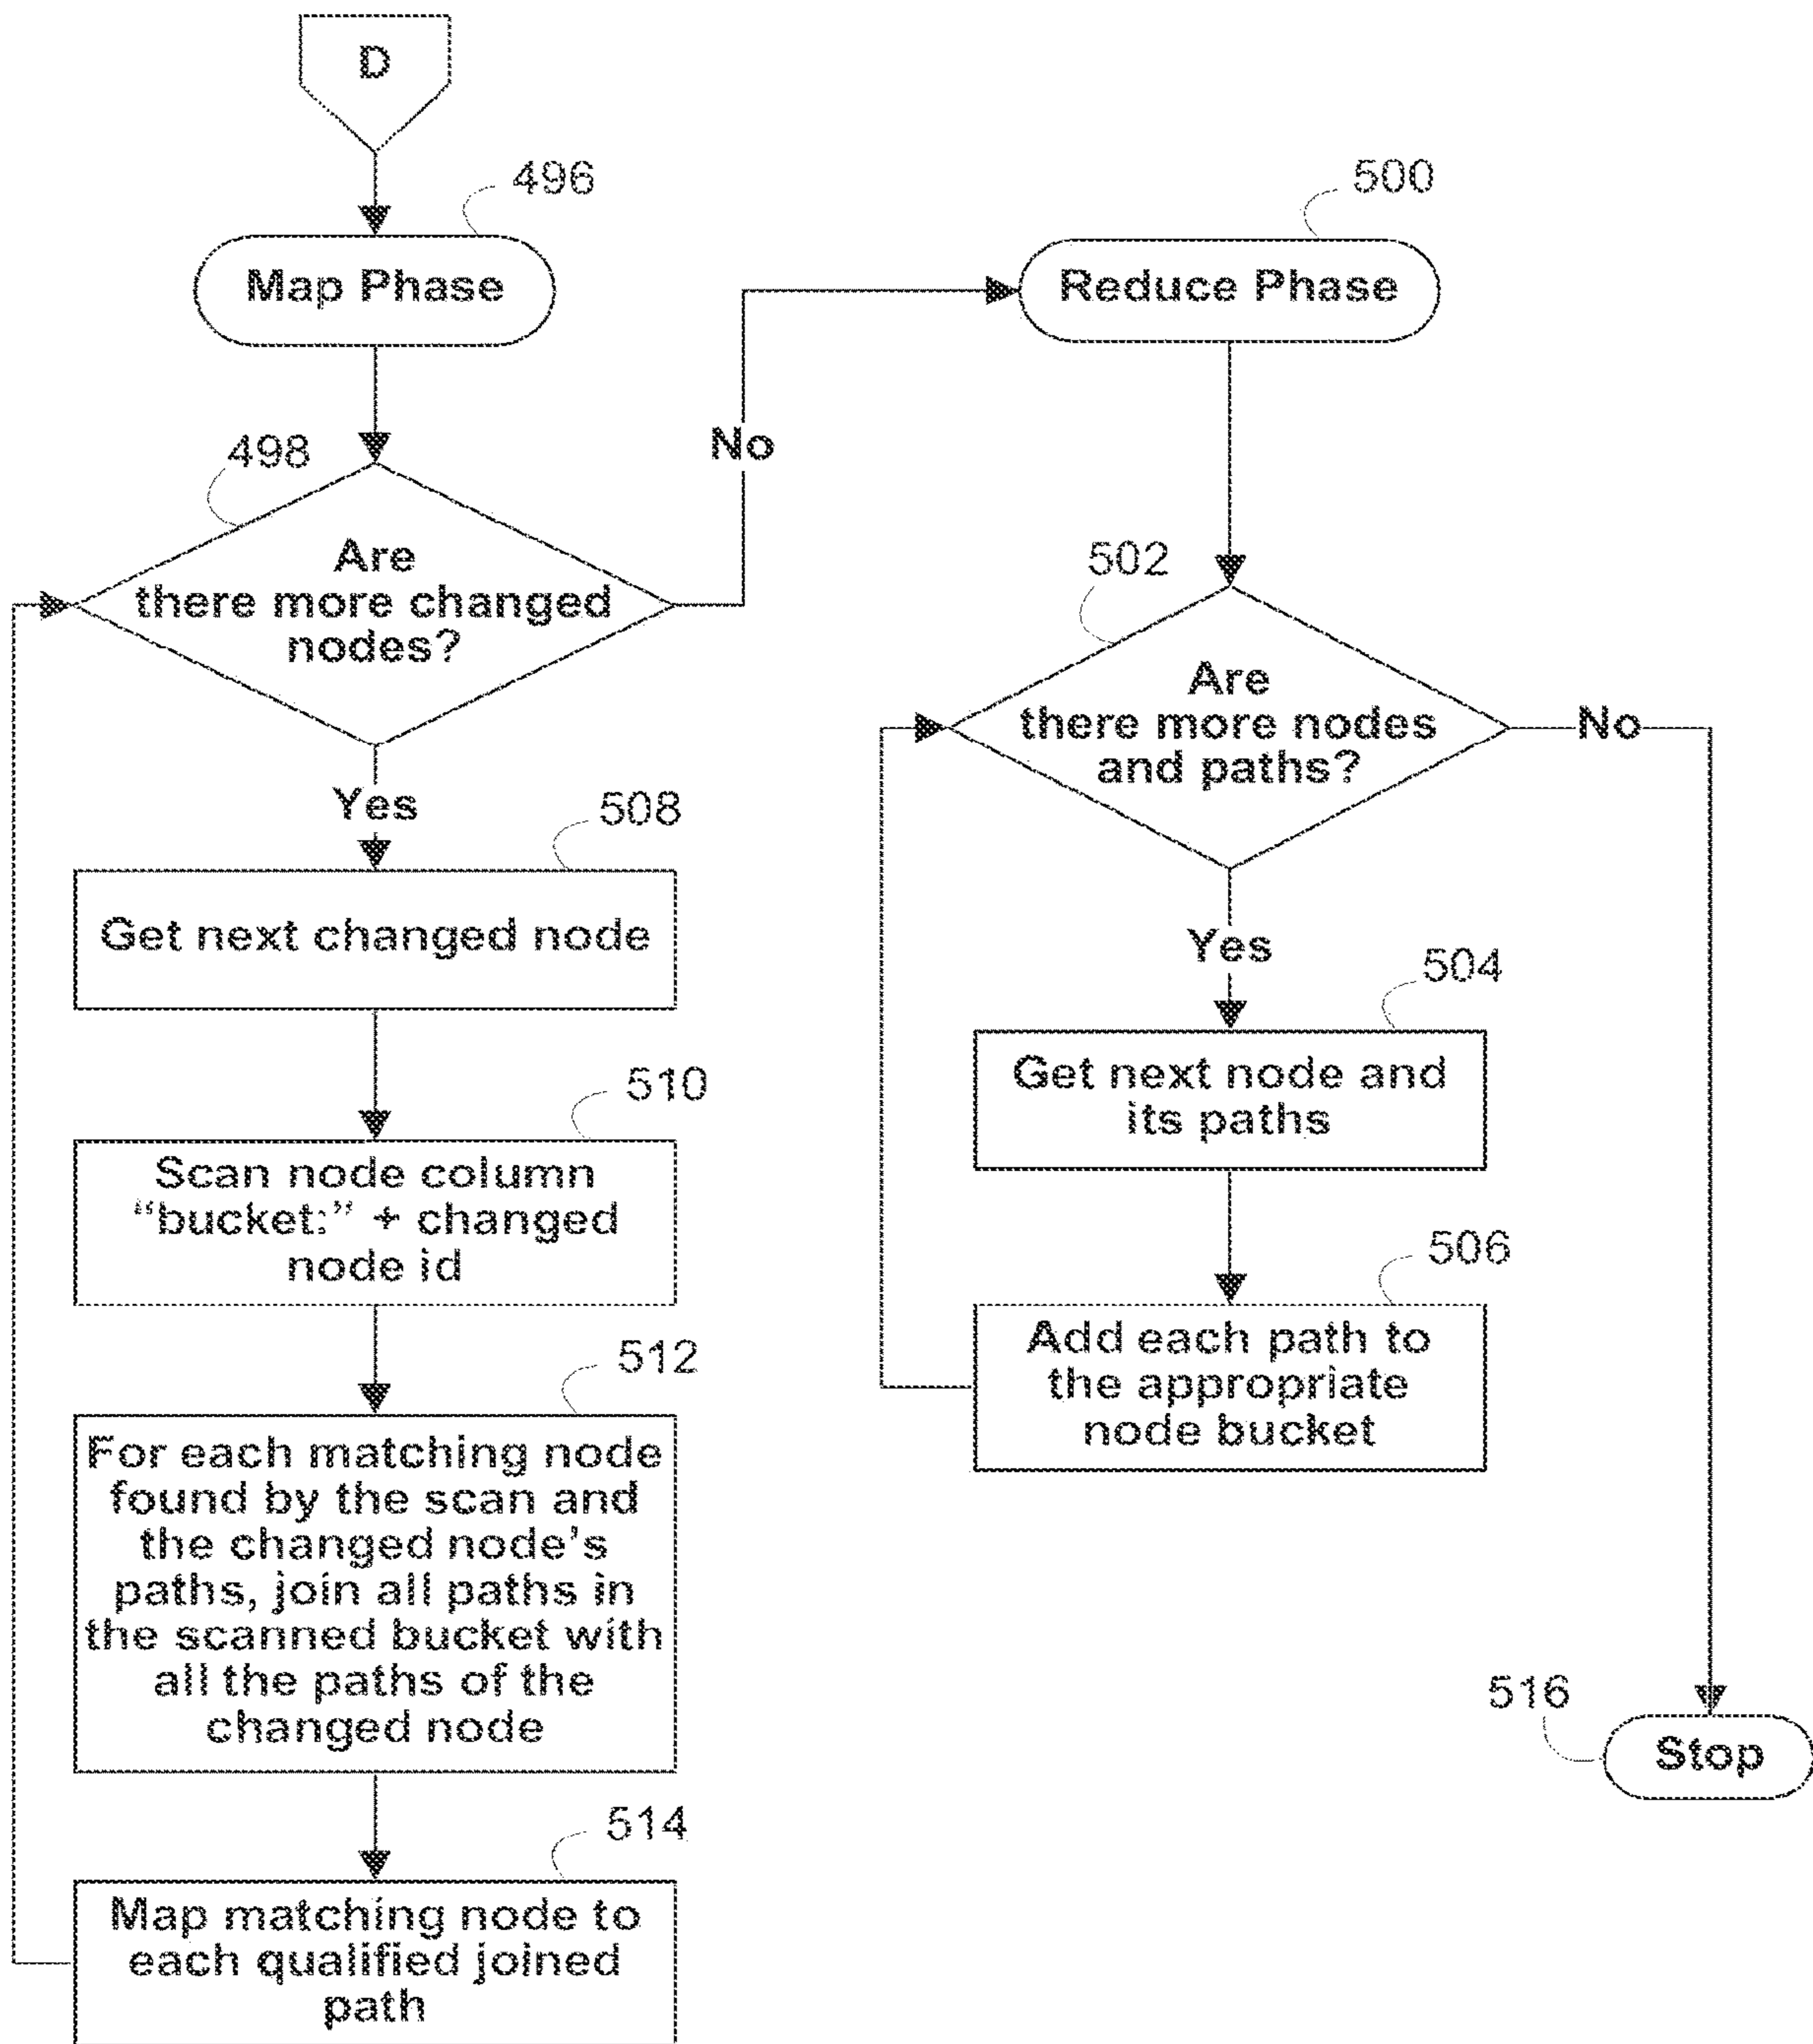 D
496
Map Phase
498
Are
there more changed
nodes?
No
Yes
508
Get next changed node
510
Scan node column
“bucket:” + changed
node id
512
For each matching node
found by the scan and
the changed node's
paths, join all paths in
the scanned bucket with
all the paths of the
changed node
514
Map matching node to
each qualified joined
path
500
Reduce Phase
502
Are
there more nodes
and paths?
No
Yes
504
Get next node and
its paths
506
Add each path to
the appropriate
node bucket
516
Stop